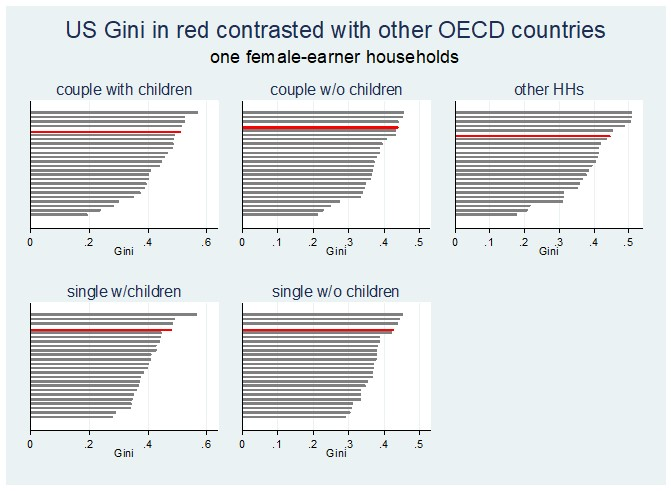 US Gini in red contrasted with other OECD countries
one female-earner households
couple with children
couple w/o children
other HHs
0 .2 .4 .6
Gini
0 .1 .2 .3 .4 .5
Gini
0 .1 .2 .3 .4 .5
Gini
single w/children
single w/o children
0 .2 .4 .6
Gini
0 .1 .2 .3 .4 .5
Gini